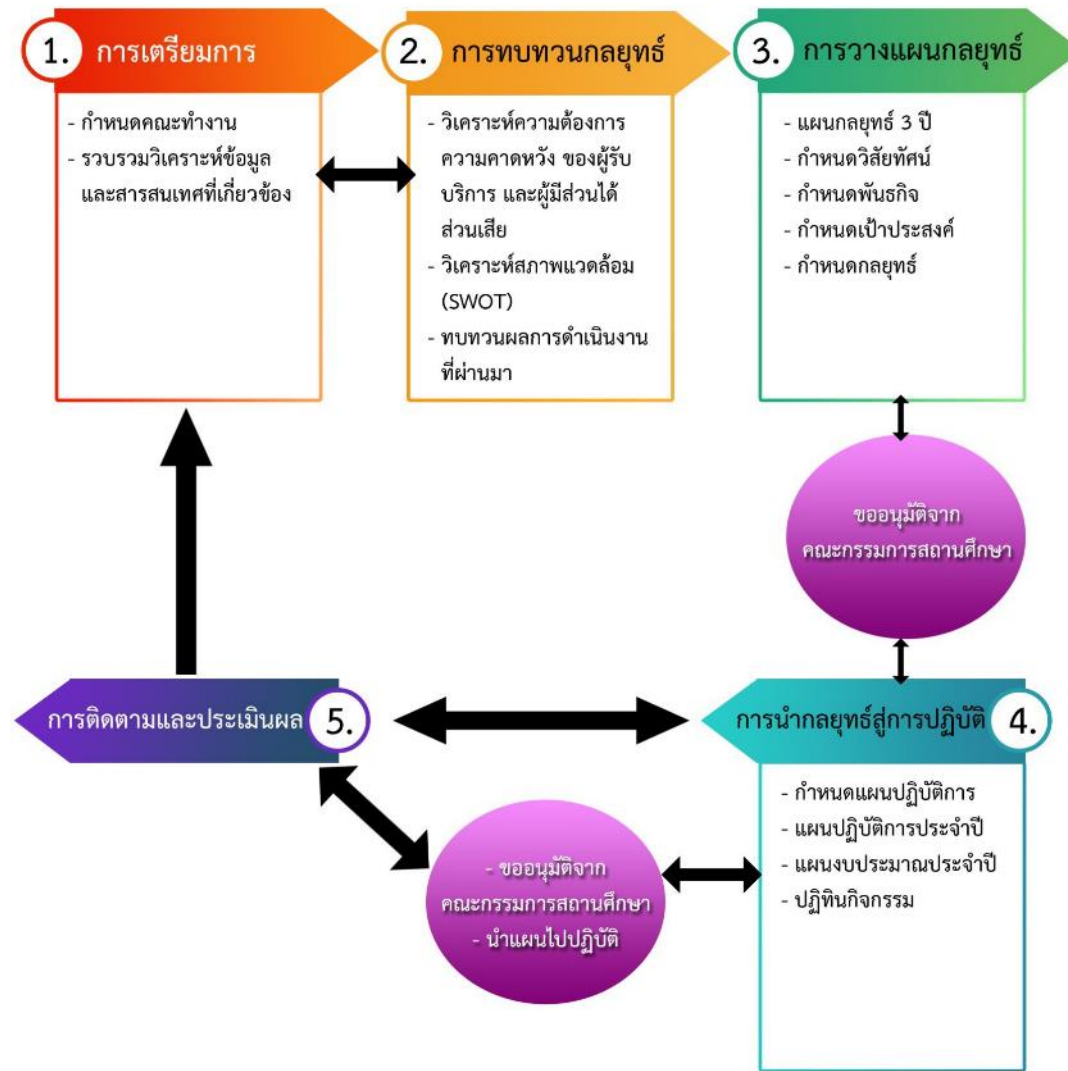 1. การเตรียมการ
- กำหนดคณะทำงาน
- รวบรวมวิเคราะห์ข้อมูล
และสารสนเทศที่เกี่ยวข้อง
2. การทบทวนกลยุทธ์
- วิเคราะห์ความต้องการ
ความคาดหวัง ของผู้รับ
บริการ และผู้มีส่วนได้
ส่วนเสีย
- วิเคราะห์สภาพแวดล้อม
(SWOT)
- ทบทวนผลการดำเนินงาน
ที่ผ่านมา
3. การวางแผนกลยุทธ์
- แผนกลยุทธ์ 3 ปี
- กำหนดวิสัยทัศน์
- กำหนดพันธกิจ
- กำหนดเป้าประสงค์
- กำหนดกลยุทธ์
ขออนุมัติจาก
คณะกรรมการสถานศึกษา
การนำกลยุทธ์สู่การปฏิบัติ 4.
- กำหนดแผนปฏิบัติการ
- แผนปฏิบัติการประจำปี
- แผนงบประมาณประจำปี
- ปฏิทินกิจกรรม
- ขออนุมัติจาก
คณะกรรมการสถานศึกษา
- นำแผนไปปฏิบัติ
การติดตามและประเมินผล 5.